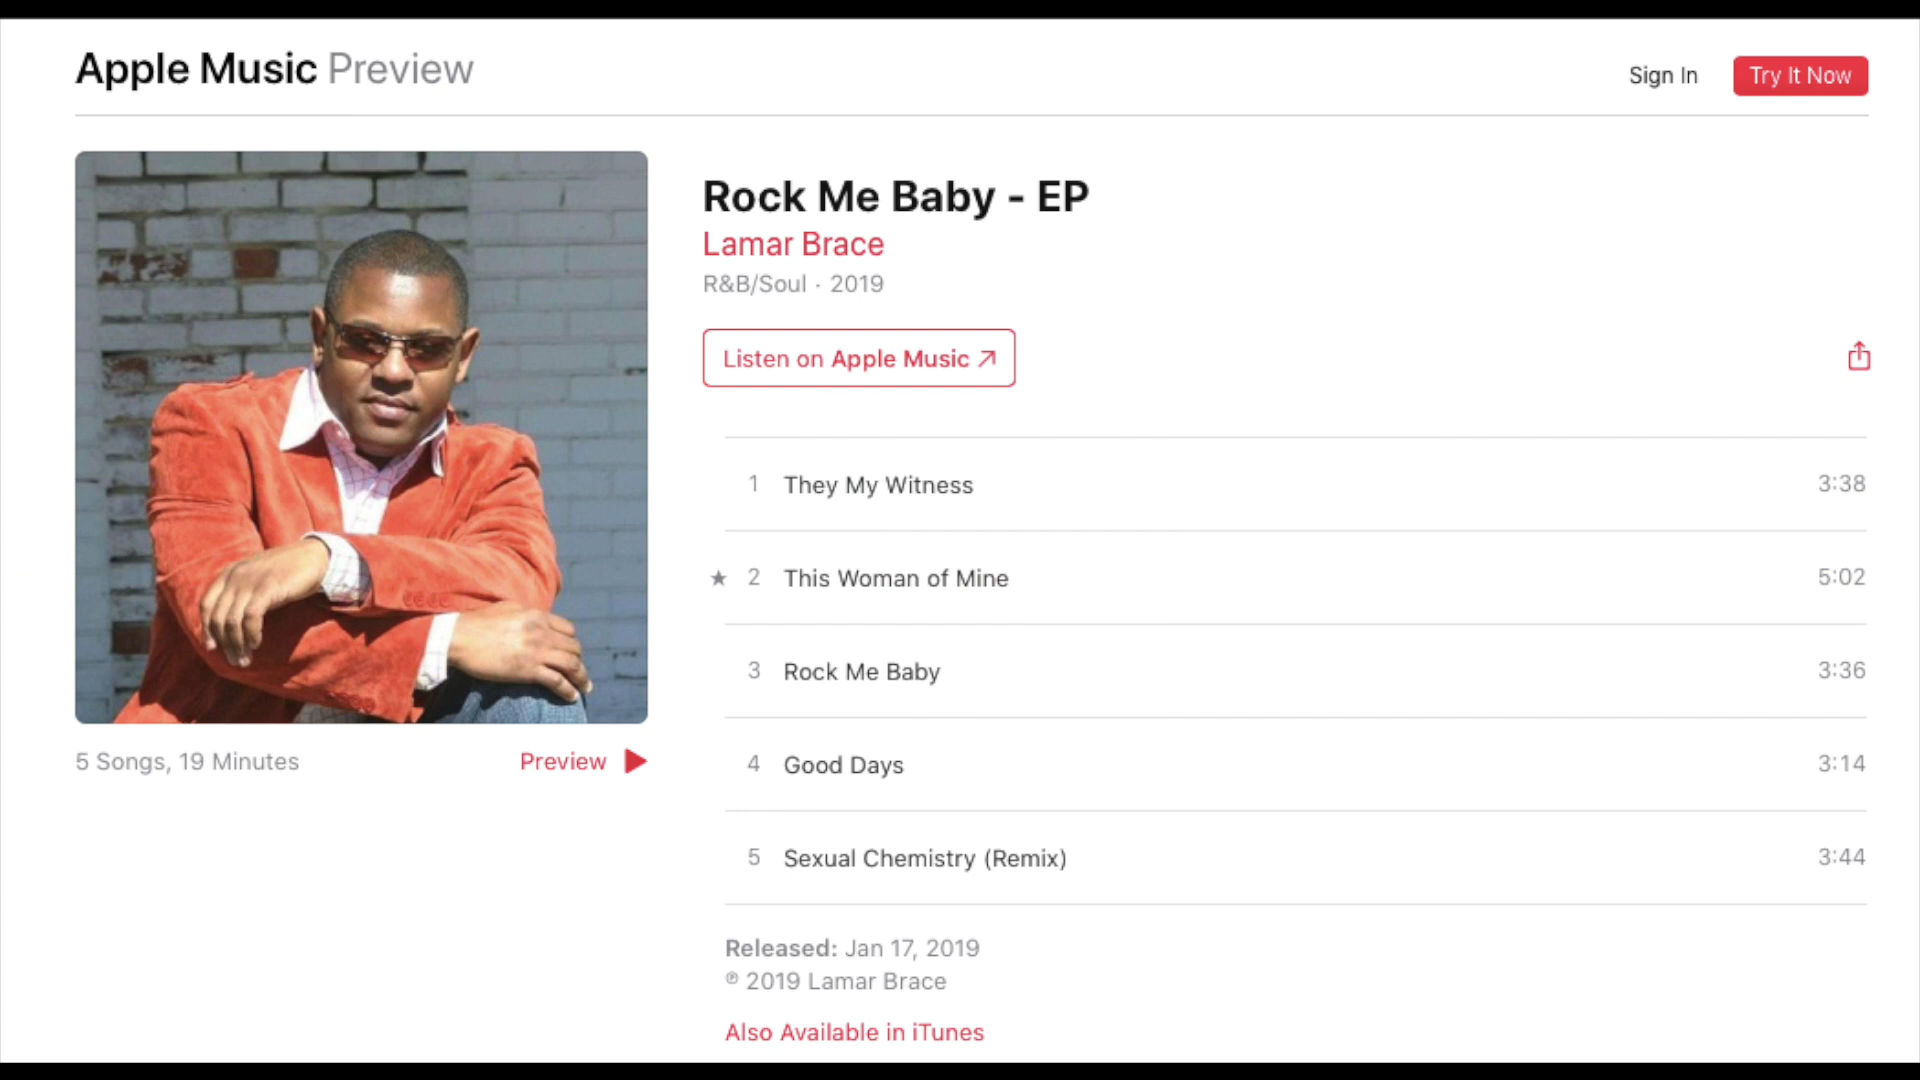 Apple Music Preview
Sign In
Try It Now
Rock Me Baby - EP
Lamar Brace
R&B/Soul · 2019
Listen on Apple Music ↗
1 They My Witness 3:38
★ 2 This Woman of Mine 5:02
3 Rock Me Baby 3:36
4 Good Days 3:14
5 Sexual Chemistry (Remix) 3:44
5 Songs, 19 Minutes
Preview ▶
Released: Jan 17, 2019
℗ 2019 Lamar Brace
Also Available in iTunes